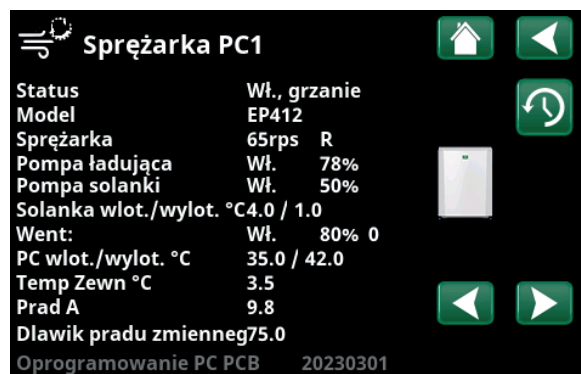 Sprężarka PC1
Status Wł., grzanie
Model EP412
Sprężarka 65rps R
Pompa ładująca Wł. 78%
Pompa solanki Wł. 50%
Solanka wlot./wylot. °C4.0 / 1.0
Went: Wł. 80% 0
PC wlot./wylot. °C 35.0 / 42.0
Temp Zewn °C 3.5
Prad A 9.8
Dlawik pradu zmienneg75.0
Oprogramowanie PC PCB 20230301